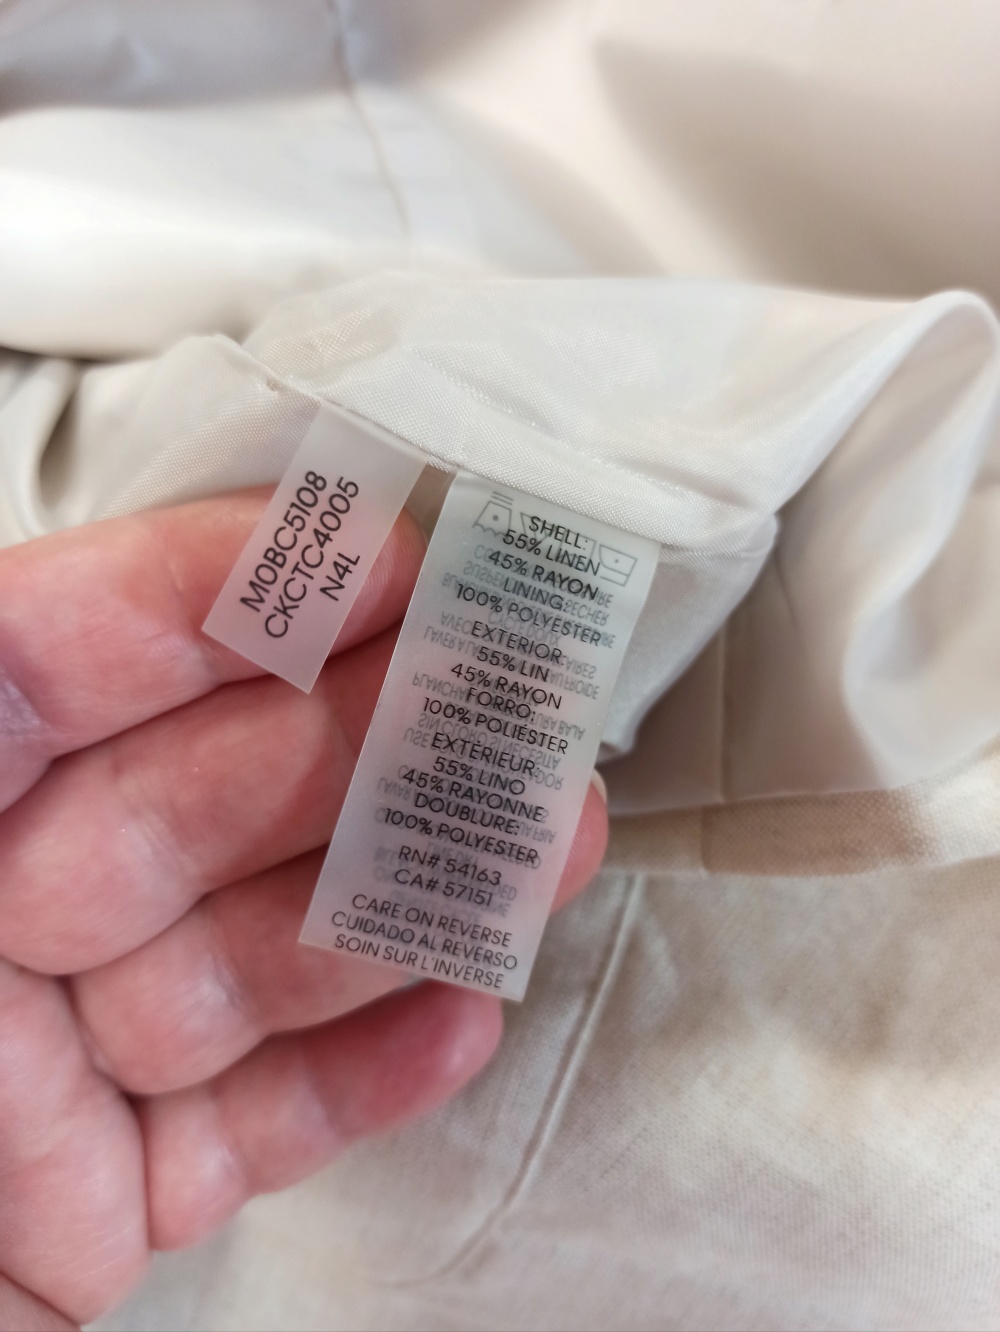 M0BC5108
CKCTC4005
N4L
SHELL:
55% LINEN
45% RAYON
LINING:
100% POLYESTER
EXTERIOR:
55% LIN
45% RAYON
FORRO:
100% POLIÉSTER
EXTÉRIEUR:
55% LINO
45% RAYONNE
DOUBLURE:
100% POLYESTER
RN# 54163
CA# 57151
CARE ON REVERSE
CUIDADO AL REVERSO
SOIN SUR L'INVERSE